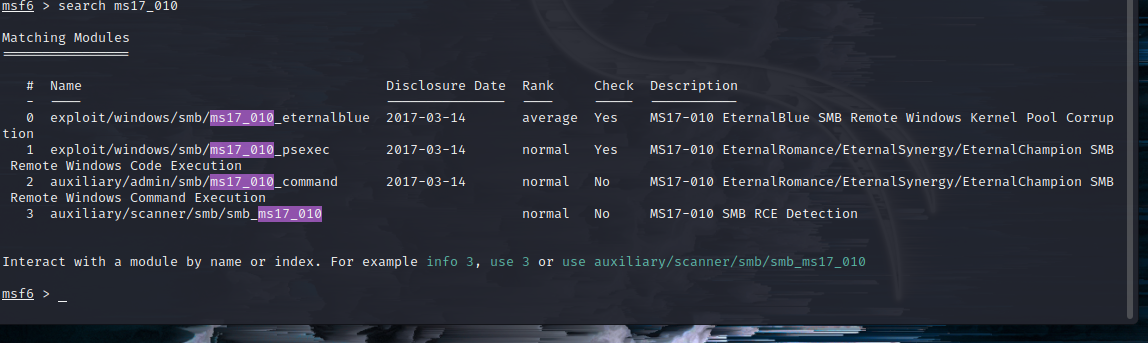 msf6 > search ms17_010
Matching Modules
================
#  Name  Disclosure Date  Rank  Check  Description
-  ----  ---------------  ----  -----  -----------
0  exploit/windows/smb/ms17_010_eternalblue  2017-03-14  average  Yes  MS17-010 EternalBlue SMB Remote Windows Kernel Pool Corrup
tion
1  exploit/windows/smb/ms17_010_psexec  2017-03-14  normal  Yes  MS17-010 EternalRomance/EternalSynergy/EternalChampion SMB
Remote Windows Code Execution
2  auxiliary/admin/smb/ms17_010_command  2017-03-14  normal  No  MS17-010 EternalRomance/EternalSynergy/EternalChampion SMB
Remote Windows Command Execution
3  auxiliary/scanner/smb/smb_ms17_010  normal  No  MS17-010 SMB RCE Detection
Interact with a module by name or index. For example info 3, use 3 or use auxiliary/scanner/smb/smb_ms17_010
msf6 > _